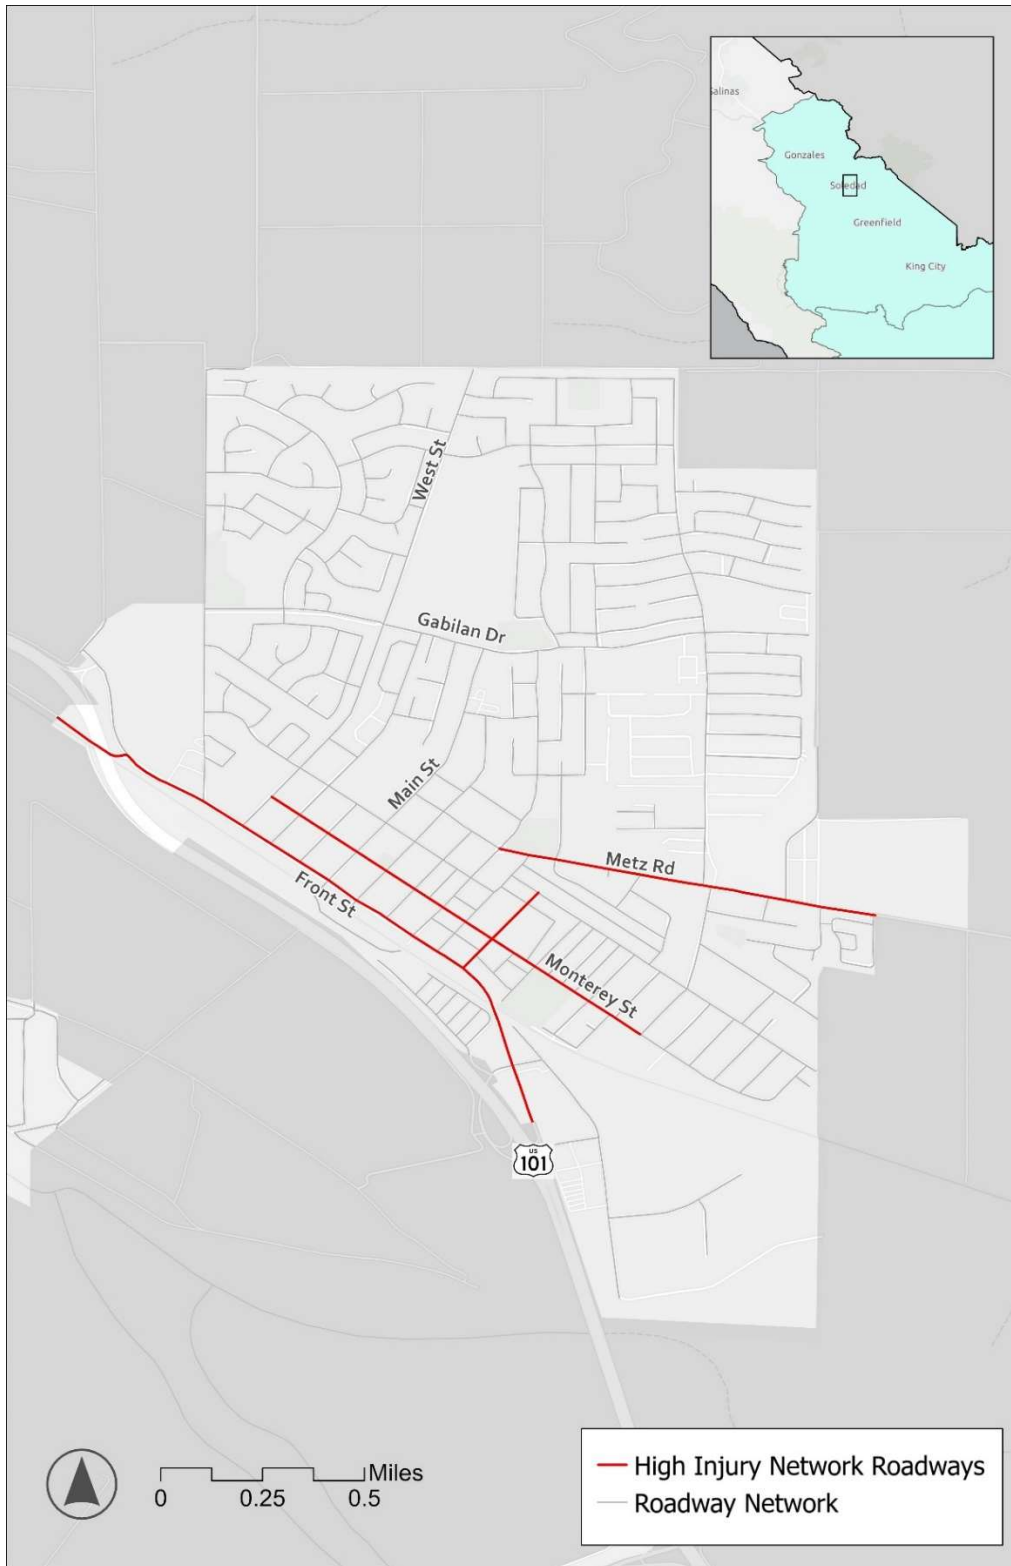 Salinas
Gonzales
Soledad
Greenfield
King City
West St
Gabilan Dr
Main St
Metz Rd
Front St
Monterey St
US
101
Miles
0 0.25 0.5
High Injury Network Roadways
Roadway Network